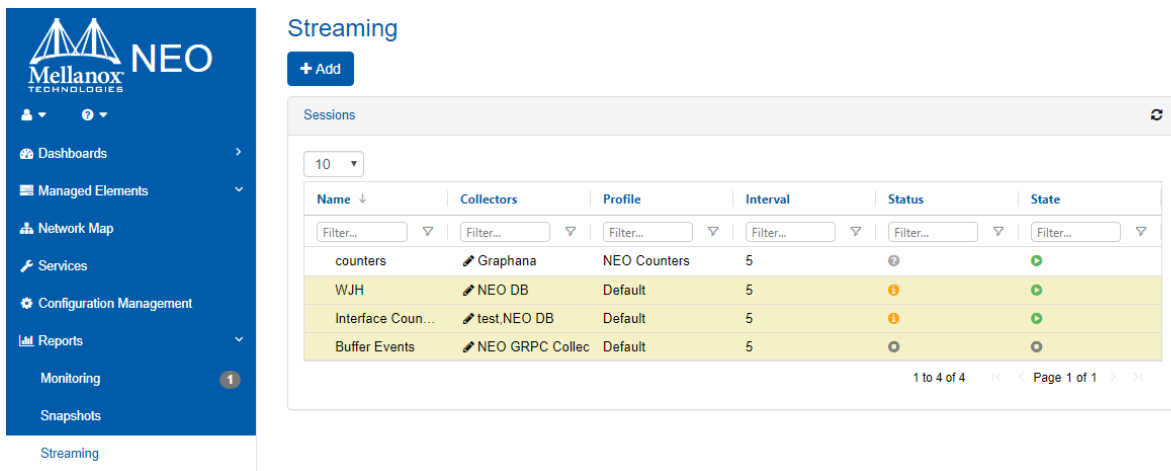 Mellanox
TECHNOLOGIES
NEO
Dashboards
Managed Elements
Network Map
Services
Configuration Management
Reports
Monitoring 1
Snapshots
Streaming
Streaming
+ Add
Sessions
10
Name Collectors Profile Interval Status State
Filter... Filter... Filter... Filter... Filter... Filter...
counters Graphana NEO Counters 5
WJH NEO DB Default 5
Interface Coun... test,NEO DB Default 5
Buffer Events NEO GRPC Collec Default 5
1 to 4 of 4 Page 1 of 1